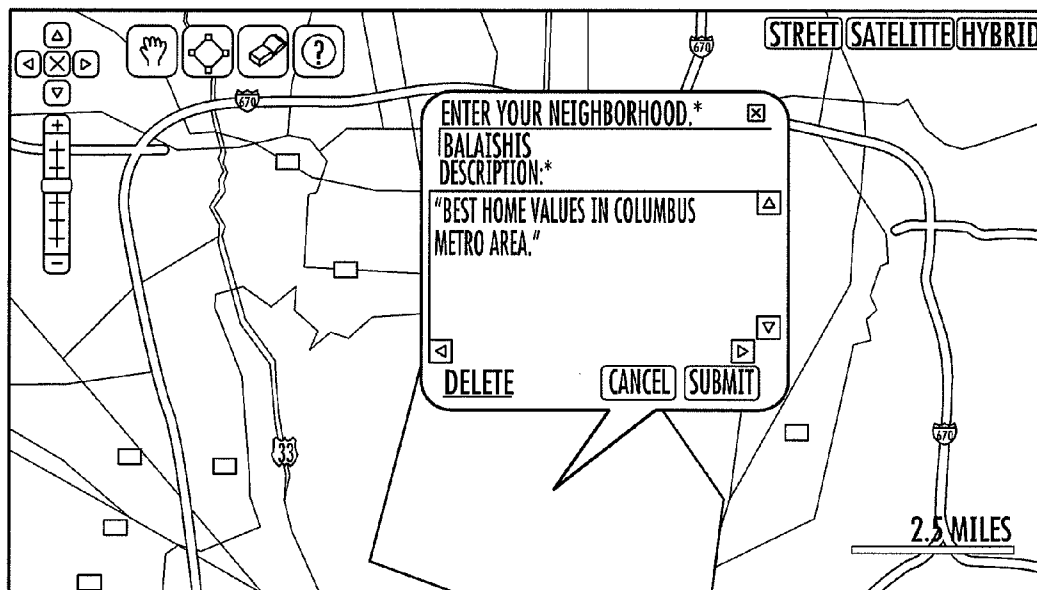 STREET SATELITTE HYBRID
?
670
670
ENTER YOUR NEIGHBORHOOD.*
BALAISHIS
DESCRIPTION:*
"BEST HOME VALUES IN COLUMBUS
METRO AREA."
DELETE CANCEL SUBMIT
33
670
2.5 MILES